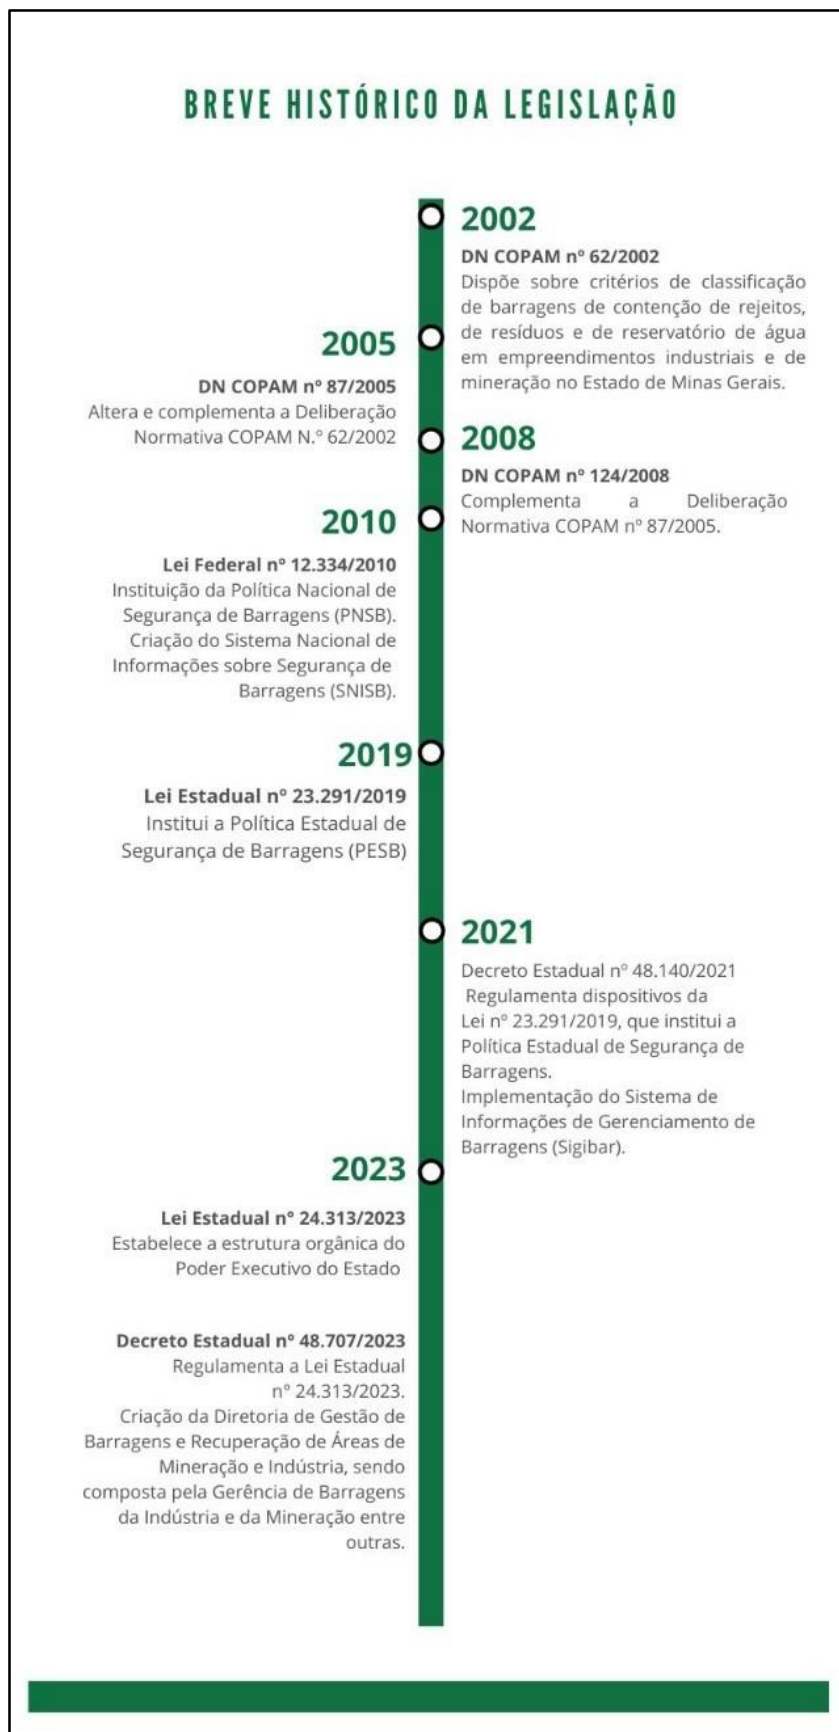 BREVE HISTÓRICO DA LEGISLAÇÃO
2002
DN COPAM nº 62/2002
Dispõe sobre critérios de classificação
de barragens de contenção de rejeitos,
de resíduos e de reservatório de água
em empreendimentos industriais e de
mineração no Estado de Minas Gerais.
2005
DN COPAM nº 87/2005
Altera e complementa a Deliberação
Normativa COPAM N.º 62/2002
2008
DN COPAM nº 124/2008
Complementa a Deliberação
Normativa COPAM nº 87/2005.
2010
Lei Federal nº 12.334/2010
Instituição da Política Nacional de
Segurança de Barragens (PNSB).
Criação do Sistema Nacional de
Informações sobre Segurança de
Barragens (SNISB).
2019
Lei Estadual nº 23.291/2019
Institui a Política Estadual de
Segurança de Barragens (PESB)
2021
Decreto Estadual nº 48.140/2021
Regulamenta dispositivos da
Lei nº 23.291/2019, que institui a
Política Estadual de Segurança de
Barragens.
Implementação do Sistema de
Informações de Gerenciamento de
Barragens (Sigibar).
2023
Lei Estadual n° 24.313/2023
Estabelece a estrutura orgânica do
Poder Executivo do Estado
Decreto Estadual n° 48.707/2023
Regulamenta a Lei Estadual
n° 24.313/2023.
Criação da Diretoria de Gestão de
Barragens e Recuperação de Áreas de
Mineração e Indústria, sendo
composta pela Gerência de Barragens
da Indústria e da Mineração entre
outras.